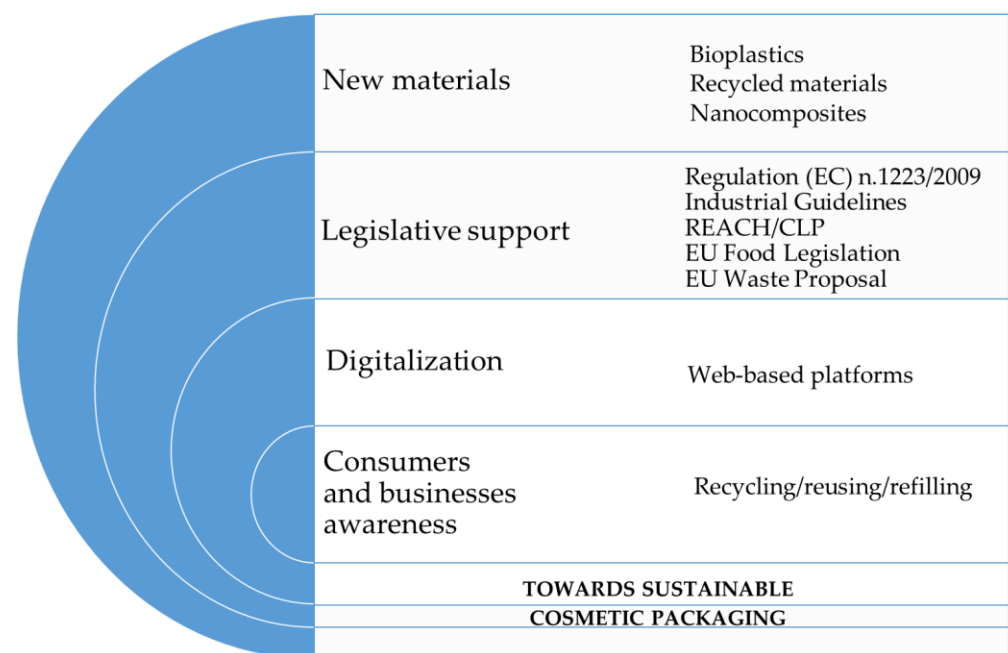 New materials
Bioplastics
Recycled materials
Nanocomposites
Legislative support
Regulation (EC) n.1223/2009
Industrial Guidelines
REACH/CLP
EU Food Legislation
EU Waste Proposal
Digitalization
Web-based platforms
Consumers
and businesses
awareness
Recycling/reusing/refilling
TOWARDS SUSTAINABLE
COSMETIC PACKAGING